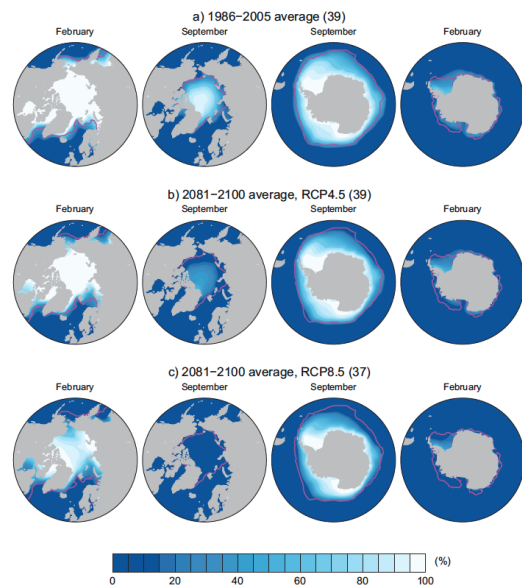 a) 1986−2005 average (39)
February September September February
b) 2081−2100 average, RCP4.5 (39)
February September September February
c) 2081−2100 average, RCP8.5 (37)
February September September February
(%)
0 20 40 60 80 100